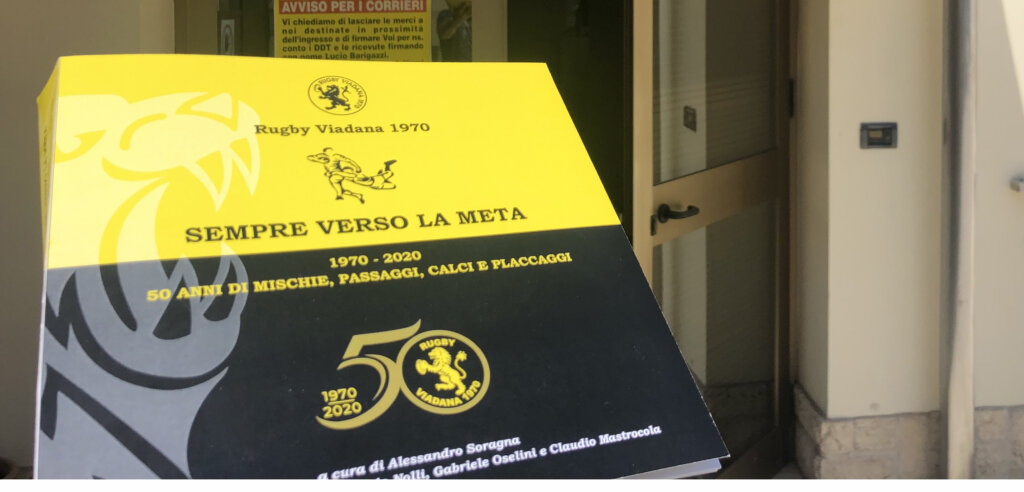 AVVISO PER I CORRIERI
Vi chiediamo di lasciare le merci a
noi destinate in prossimità
dell'ingresso e di firmare Voi per ns.
conto i DDT e le ricevute firmando
con nome Lucio Barigazzi.
RUGBY VIADANA 1970
Rugby Viadana 1970
SEMPRE VERSO LA META
1970 - 2020
50 ANNI DI MISCHIE, PASSAGGI, CALCI E PLACCAGGI
50
1970
2020
RUGBY
VIADANA 1970
a cura di Alessandro Soragna
Nolli, Gabriele Oselini e Claudio Mastrocola